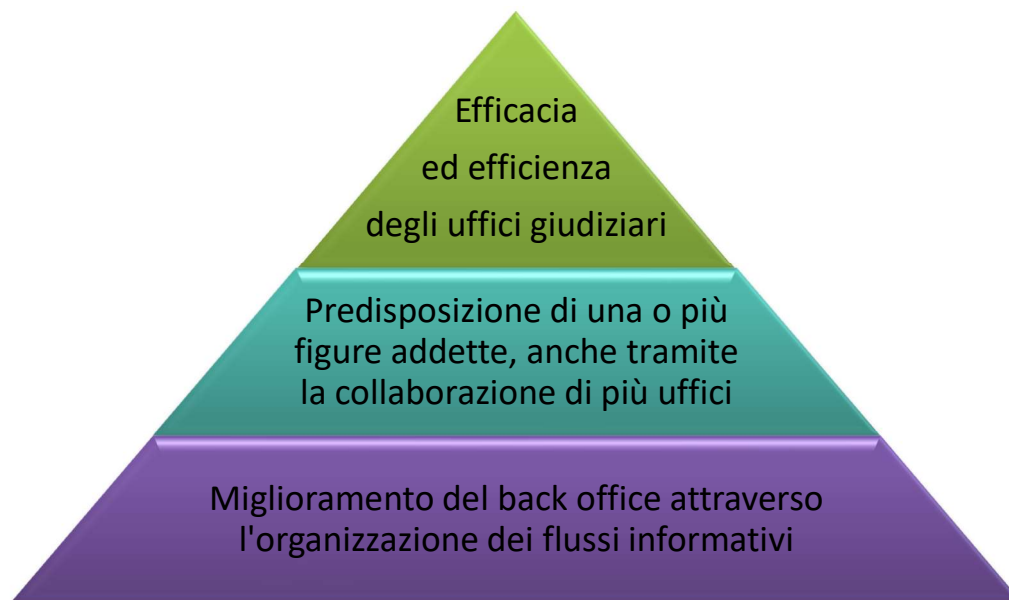 Efficacia
ed efficienza
degli uffici giudiziari
Predisposizione di una o più
figure addette, anche tramite
la collaborazione di più uffici
Miglioramento del back office attraverso
l'organizzazione dei flussi informativi